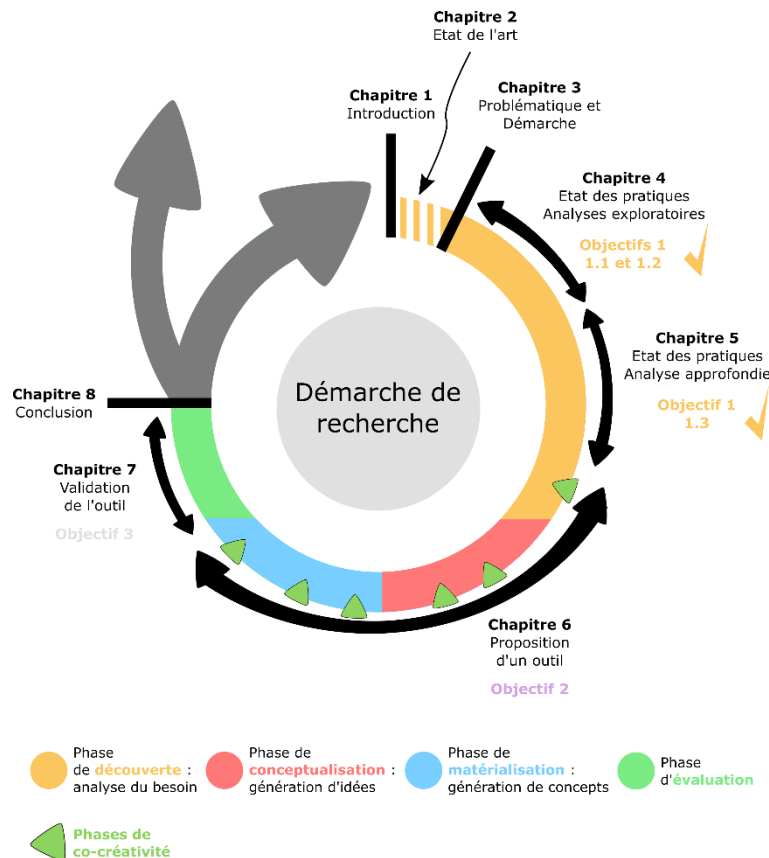 Chapitre 2
Etat de l'art
Chapitre 1
Introduction
Chapitre 3
Problématique et
Démarche
Chapitre 4
Etat des pratiques
Analyses exploratoires
Objectifs 1
1.1 et 1.2
Chapitre 5
Etat des pratiques
Analyse approfondie
Objectif 1
1.3
Démarche de
recherche
Chapitre 8
Conclusion
Chapitre 7
Validation
de l'outil
Objectif 3
Chapitre 6
Proposition
d'un outil
Objectif 2
Phase
de découverte :
analyse du besoin
Phase de
conceptualisation :
génération d'idées
Phase de
matérialisation :
génération de concepts
Phase
d'évaluation
Phases de
co-créativité